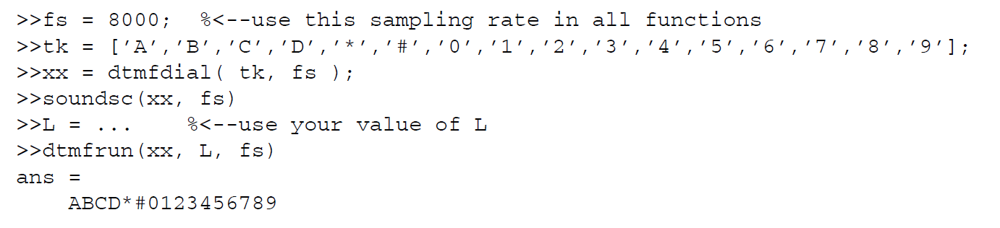 >>fs = 8000;  %<--use this sampling rate in all functions
>>tk = ['A','B','C','D','*','#','0','1','2','3','4','5','6','7','8','9'];
>>xx = dtmfdial( tk, fs );
>>soundsc(xx, fs)
>>L = ...    %<--use your value of L
>>dtmfrun(xx, L, fs)
ans =
    ABCD*#0123456789